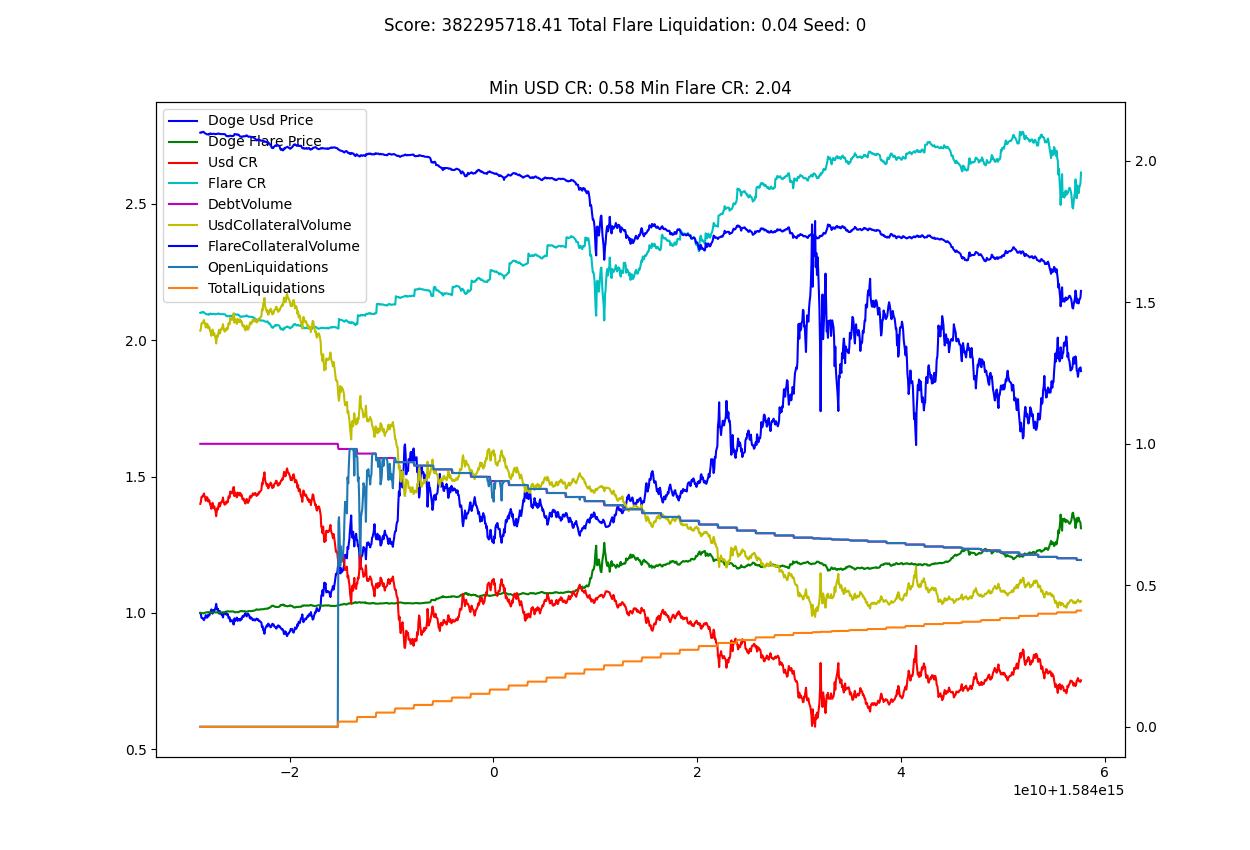 Score: 382295718.41 Total Flare Liquidation: 0.04 Seed: 0
Min USD CR: 0.58 Min Flare CR: 2.04
Doge Usd Price
Doge Flare Price
Usd CR
Flare CR
DebtVolume
UsdCollateralVolume
FlareCollateralVolume
OpenLiquidations
TotalLiquidations
2.5
2.0
1.5
1.0
0.5
2.0
1.5
1.0
0.5
0.0
−2
0
2
4
6
1e10+1.584e15